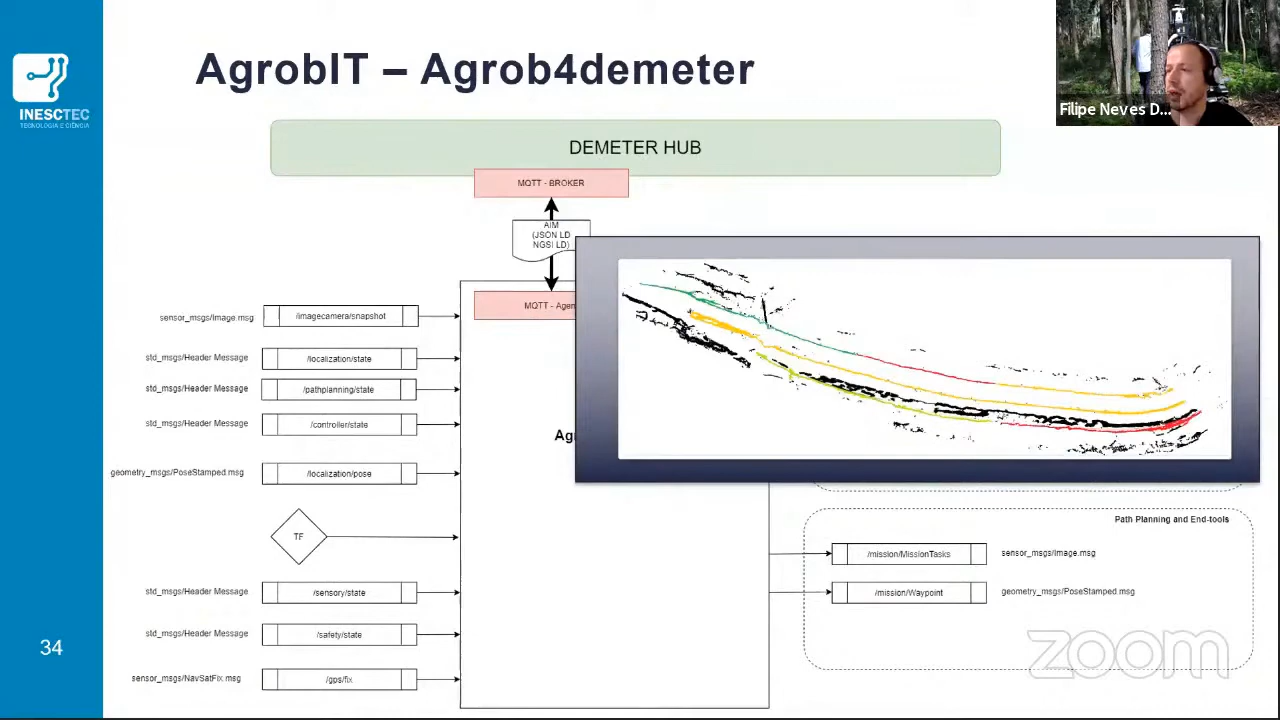 AgrobIT – Agrob4demeter
INESCTEC
TECNOLOGIA E CIÊNCIA
Filipe Neves D...
DEMETER HUB
MQTT - BROKER
AIM
(JSON LD
NGSI LD)
MQTT - Agen
sensor_msgs/Image.msg
/imagecamera/snapshot
std_msgs/Header Message
/localization/state
std_msgs/Header Message
/pathplanning/state
std_msgs/Header Message
/controller/state
Ag
geometry_msgs/PoseStamped.msg
/localization/pose
TF
Path Planning and End-tools
/mission/MissionTasks
sensor_msgs/Image.msg
std_msgs/Header Message
/sensory/state
/mission/Waypoint
geometry_msgs/PoseStamped.msg
std_msgs/Header Message
/safety/state
sensor_msgs/NavSatFix.msg
/gps/fix
34
zoom